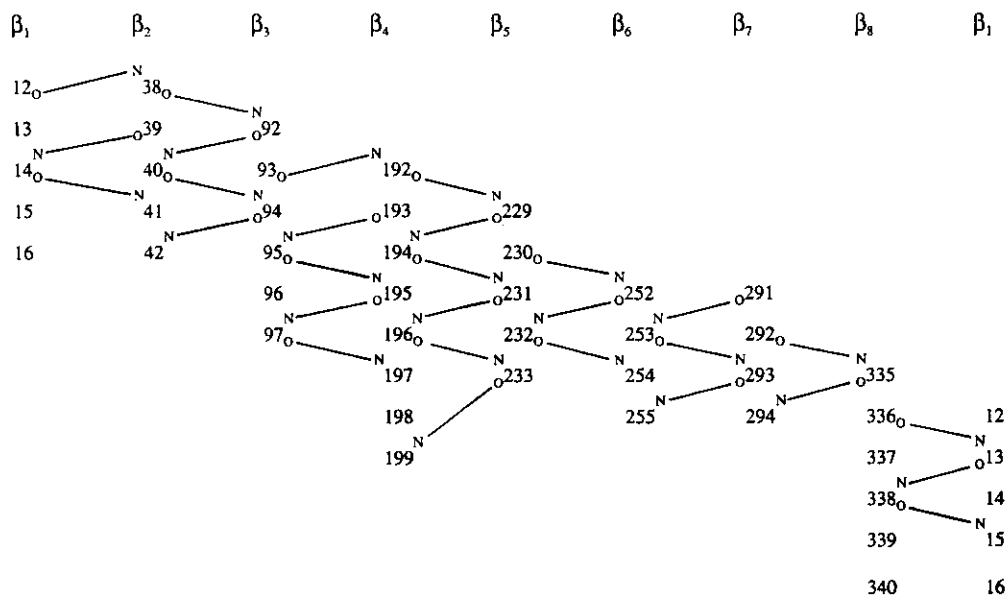 β₁ β₂ β₃ β₄ β₅ β₆ β₇ β₈ β₁
N
12O 38O
N
13 O39 O92
N N N
14O 40O 93O 192O
N N N
15 41 O94 O193 O229
N N N
16 42 95O 194O 230O
N N N
96 O195 O231 O252 O291
N N N N
97O 196O 232O 253O 292O
N N N N N
197 O233 254 O293 O335
N N
198 255 294 336O 12
N N
199 337 O13
N
338O 14
N
339 15
340 16